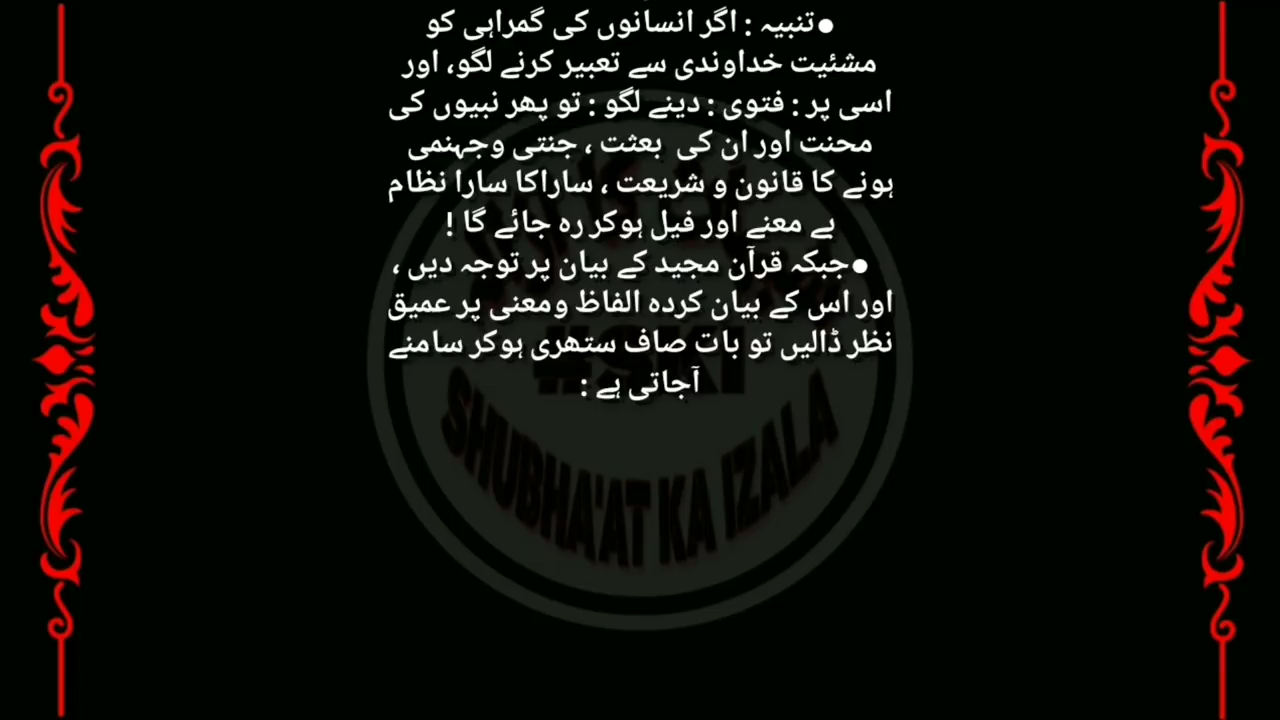 ●تنبیہ : اگر انسانوں کی گمراہی کو
مشئیت خداوندی سے تعبیر کرنے لگو، اور
اسی پر : فتوی : دینے لگو : تو پھر نبیوں کی
محنت اور ان کی بعثت ، جنتی وجہنمی
ہونے کا قانون و شریعت ، ساراکا سارا نظام
بے معنے اور فیل ہوکر رہ جائے گا !
●جبکہ قرآن مجید کے بیان پر توجہ دیں ،
اور اس کے بیان کردہ الفاظ ومعنی پر عمیق
نظر ڈالیں تو بات صاف ستھری ہوکر سامنے
آجاتی ہے :
#SKI
SHUBHA'AT KA IZALA